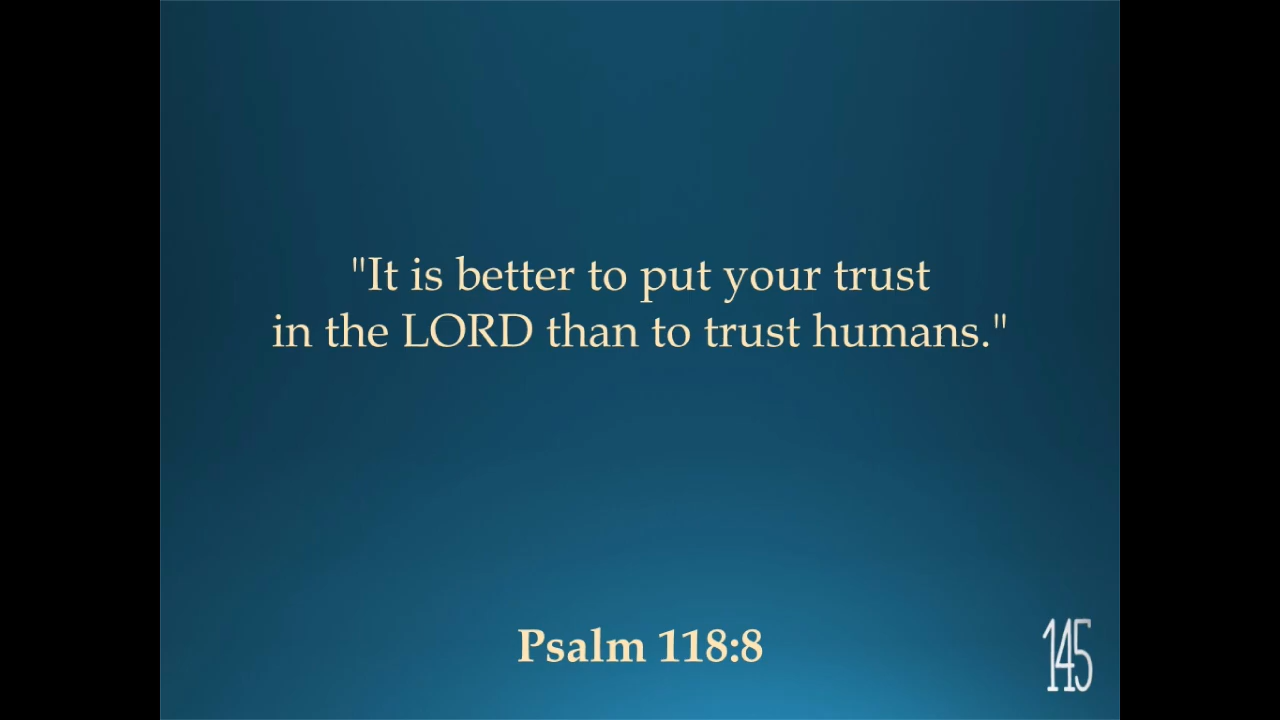 "It is better to put your trust
in the LORD than to trust humans."
Psalm 118:8
145